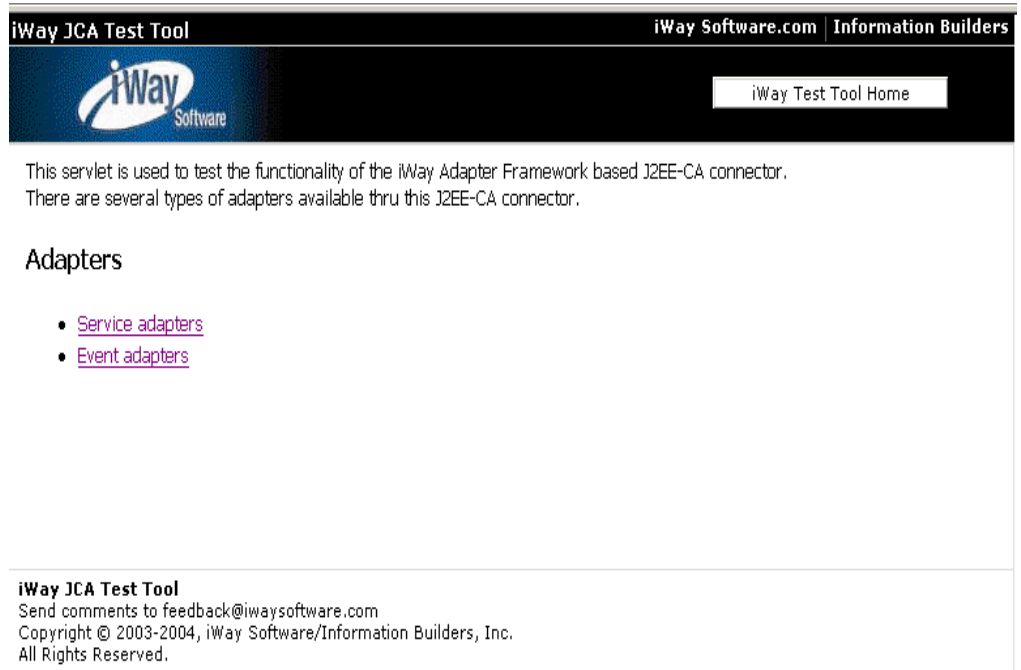 iWay JCA Test Tool
iWay Software.com | Information Builders
iWay Software
iWay Test Tool Home
This servlet is used to test the functionality of the iWay Adapter Framework based J2EE-CA connector.
There are several types of adapters available thru this J2EE-CA connector.
Adapters
• Service adapters
• Event adapters
iWay JCA Test Tool
Send comments to feedback@iwaysoftware.com
Copyright © 2003-2004, iWay Software/Information Builders, Inc.
All Rights Reserved.